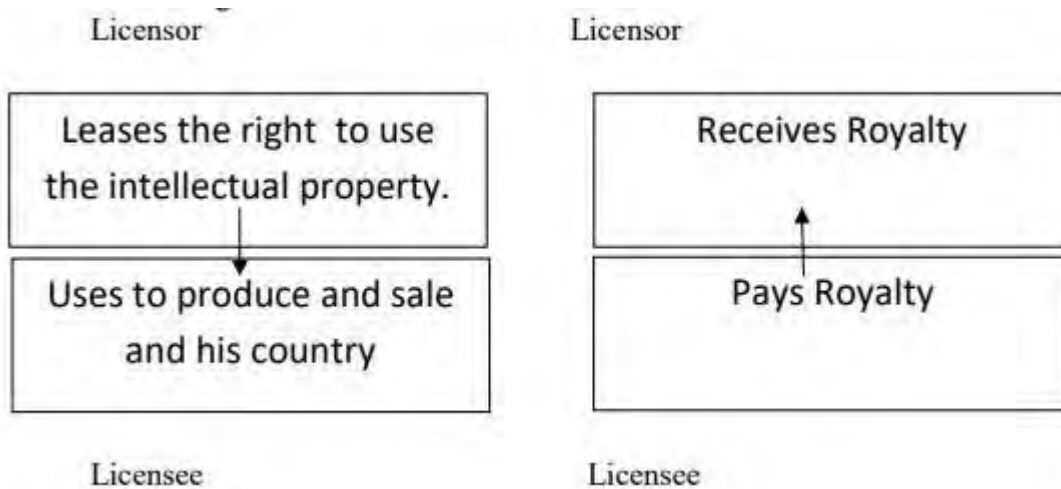 Licensor
Licensor
Leases the right to use
the intellectual property.
Receives Royalty
Uses to produce and sale
and his country
Pays Royalty
Licensee
Licensee